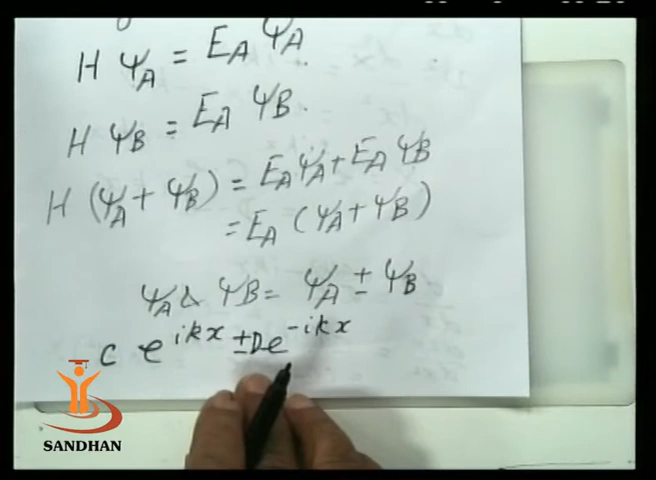 H ψA = EA ψA
H ψB = EA ψB.
H (ψA + ψB) = EA ψA + EA ψB
= EA (ψA + ψB)
ψA & ψB = ψA ± ψB
C e^{ikx} ± D e^{-ikx}
SANDHAN